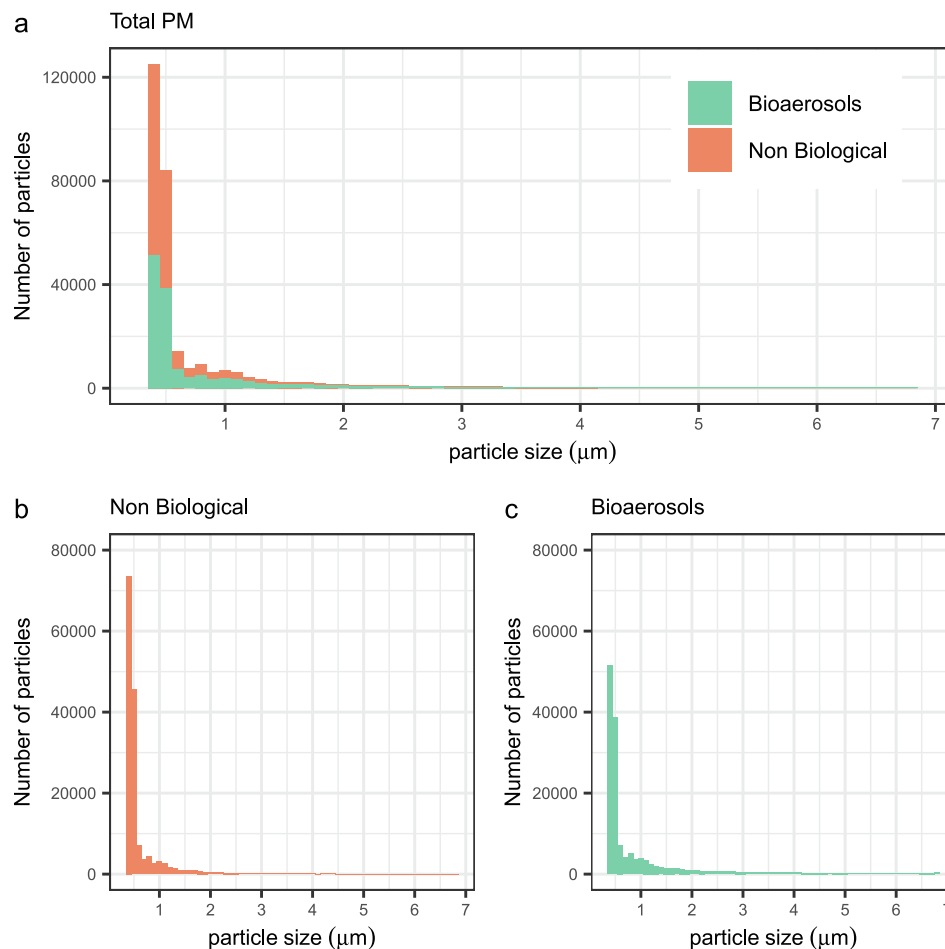 a Total PM
120000
80000
40000
0
Number of particles
Bioaerosols
Non Biological
1 2 3 4 5 6 7
particle size (μm)
b Non Biological
80000
60000
40000
20000
0
Number of particles
1 2 3 4 5 6 7
particle size (μm)
c Bioaerosols
80000
60000
40000
20000
0
Number of particles
1 2 3 4 5 6 7
particle size (μm)